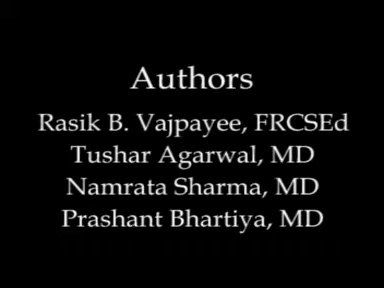 Authors
Rasik B. Vajpayee, FRCSEd
Tushar Agarwal, MD
Namrata Sharma, MD
Prashant Bhartiya, MD